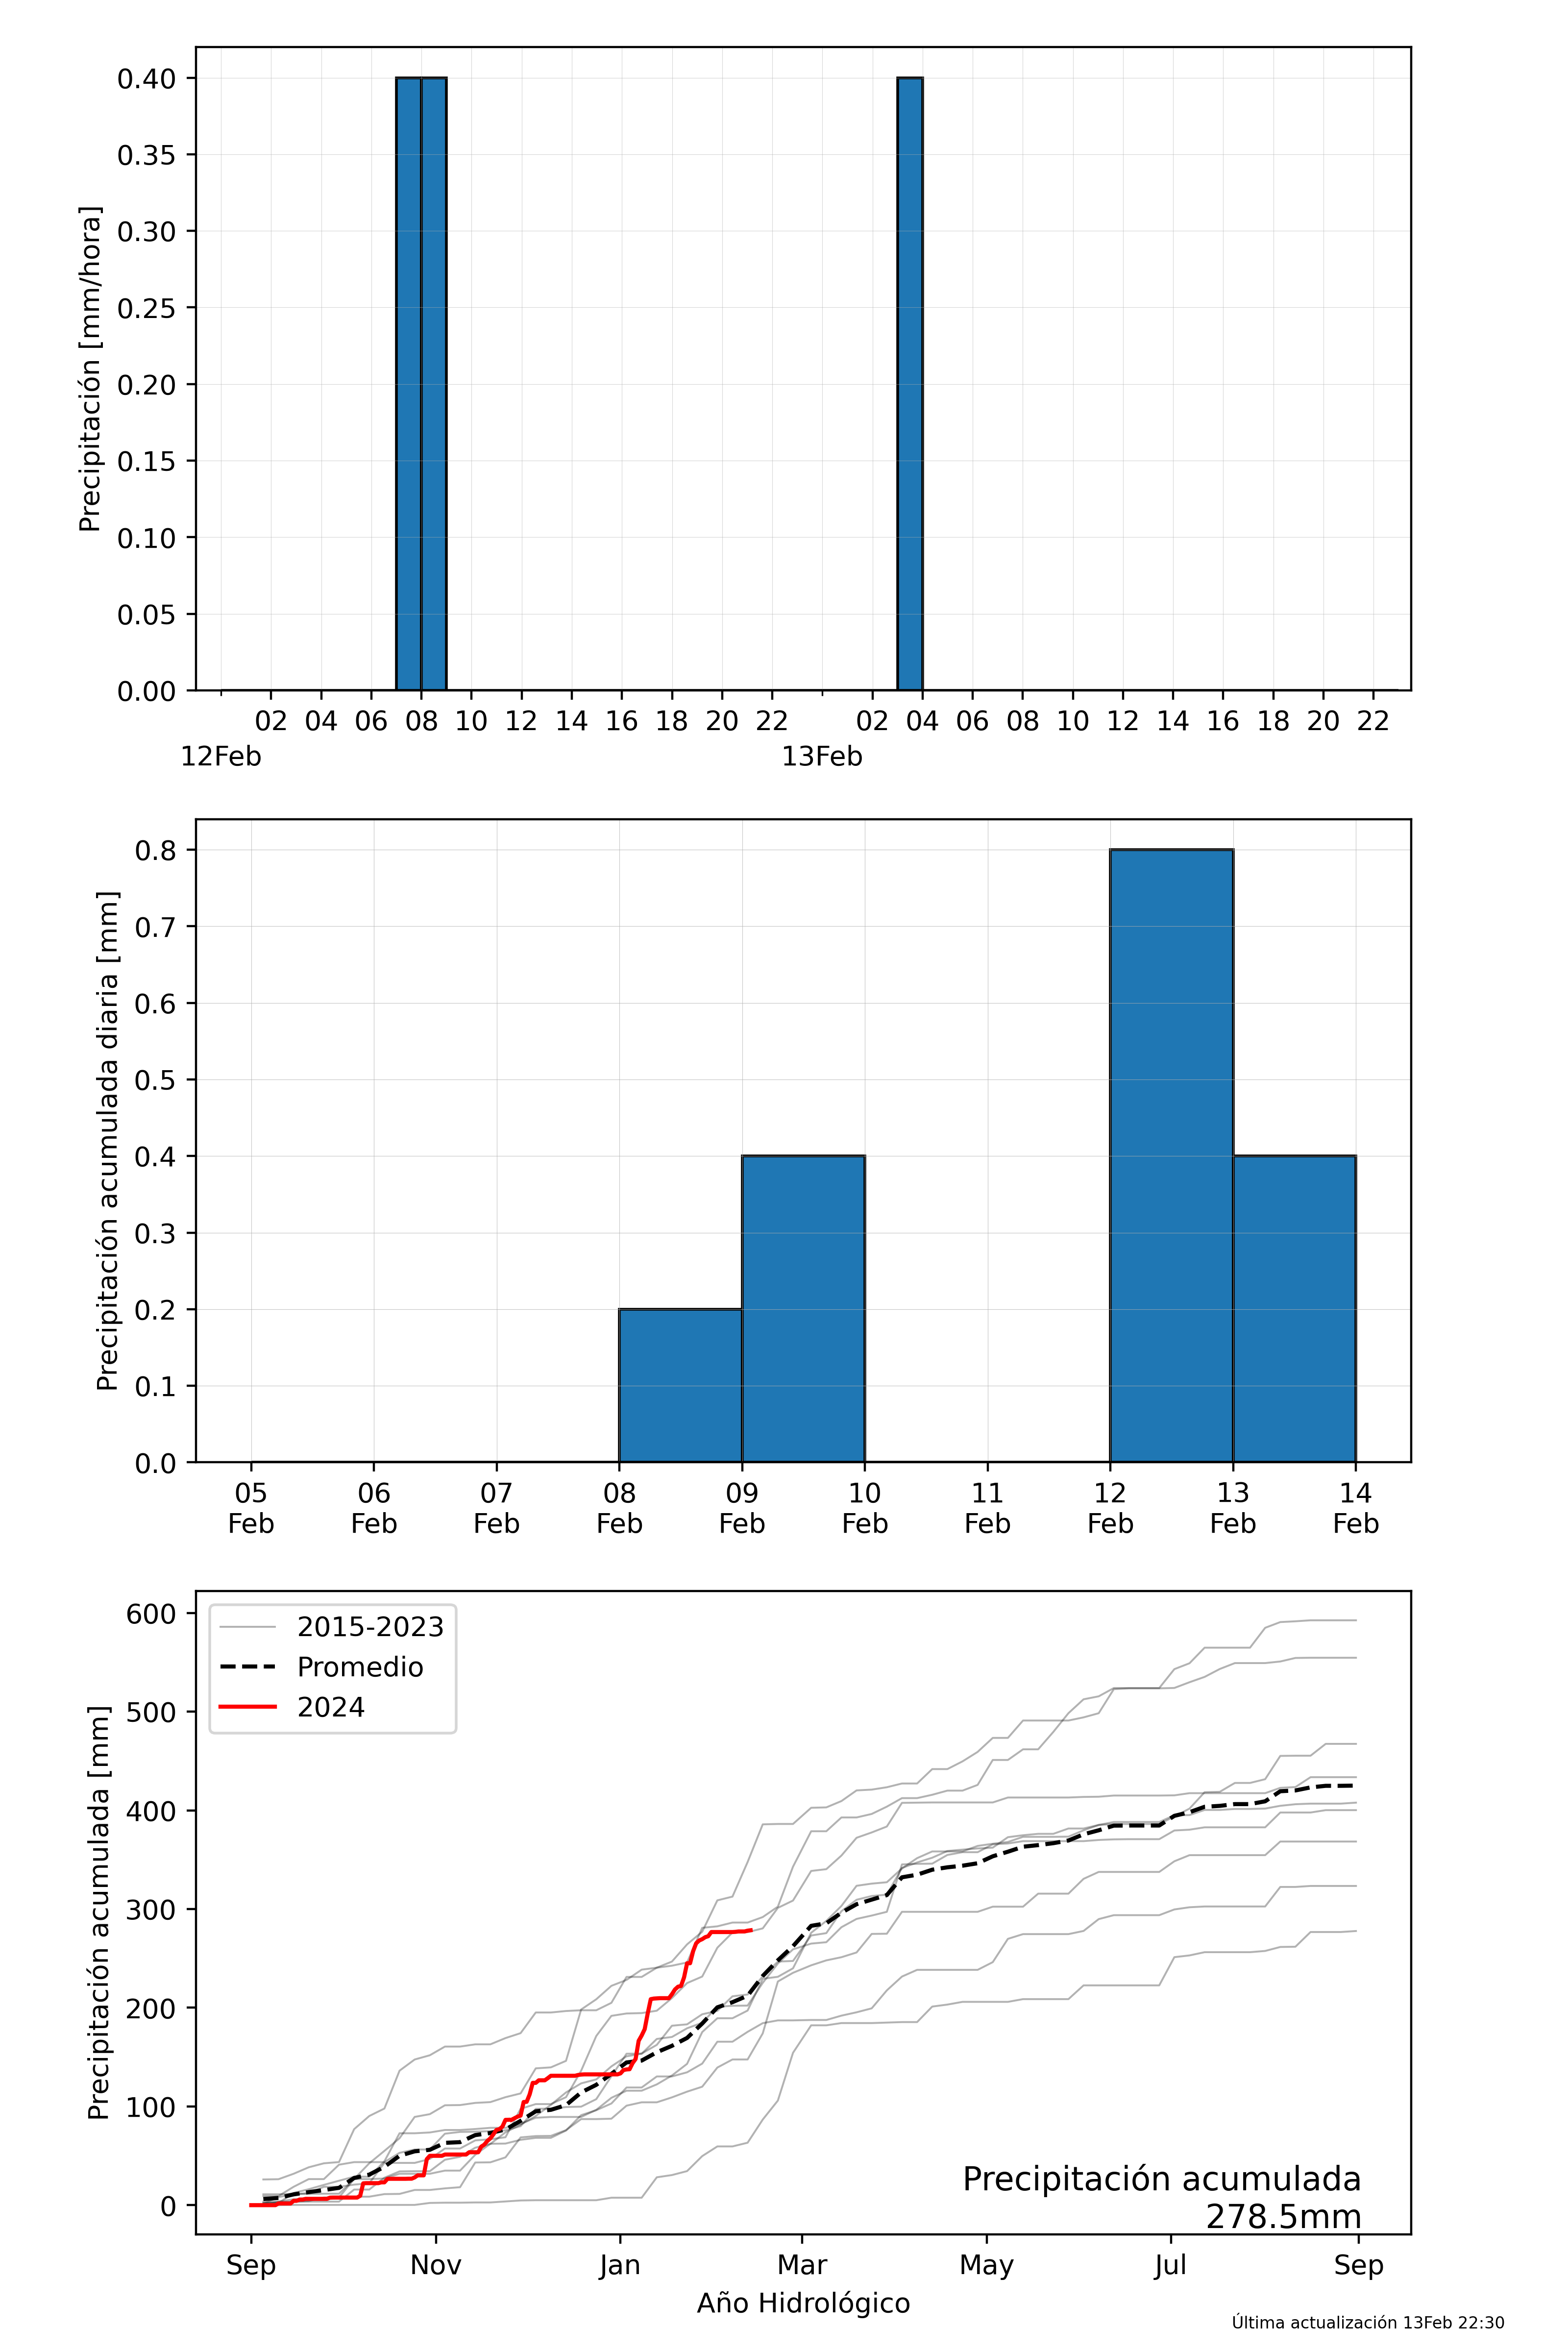 0.40
0.35
0.30
0.25
0.20
0.15
0.10
0.05
0.00
Precipitación [mm/hora]
02 04 06 08 10 12 14 16 18 20 22 02 04 06 08 10 12 14 16 18 20 22
12Feb 13Feb
0.8
0.7
0.6
0.5
0.4
0.3
0.2
0.1
0.0
Precipitación acumulada diaria [mm]
05 06 07 08 09 10 11 12 13 14
Feb Feb Feb Feb Feb Feb Feb Feb Feb Feb
600
500
400
300
200
100
0
Precipitación acumulada [mm]
2015-2023
Promedio
2024
Precipitación acumulada
278.5mm
Sep Nov Jan Mar May Jul Sep
Año Hidrológico
Última actualización 13Feb 22:30